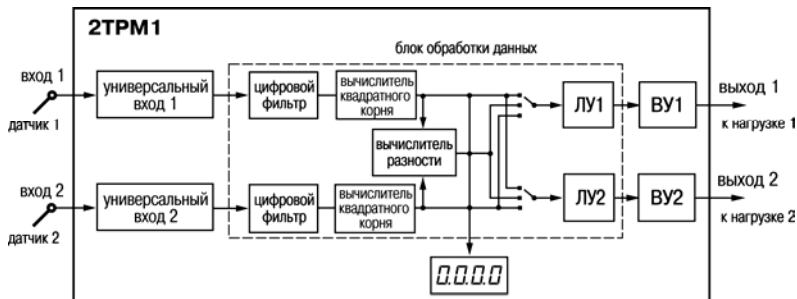 2ТРМ1
блок обработки данных
вход 1
датчик 1
универсальный
вход 1
цифровой
фильтр
вычислитель
квадратного
корня
ЛУ1
ВУ1
выход 1
к нагрузке 1
вычислитель
разности
вход 2
датчик 2
универсальный
вход 2
цифровой
фильтр
вычислитель
квадратного
корня
ЛУ2
ВУ2
выход 2
к нагрузке 2
0.0.0.0